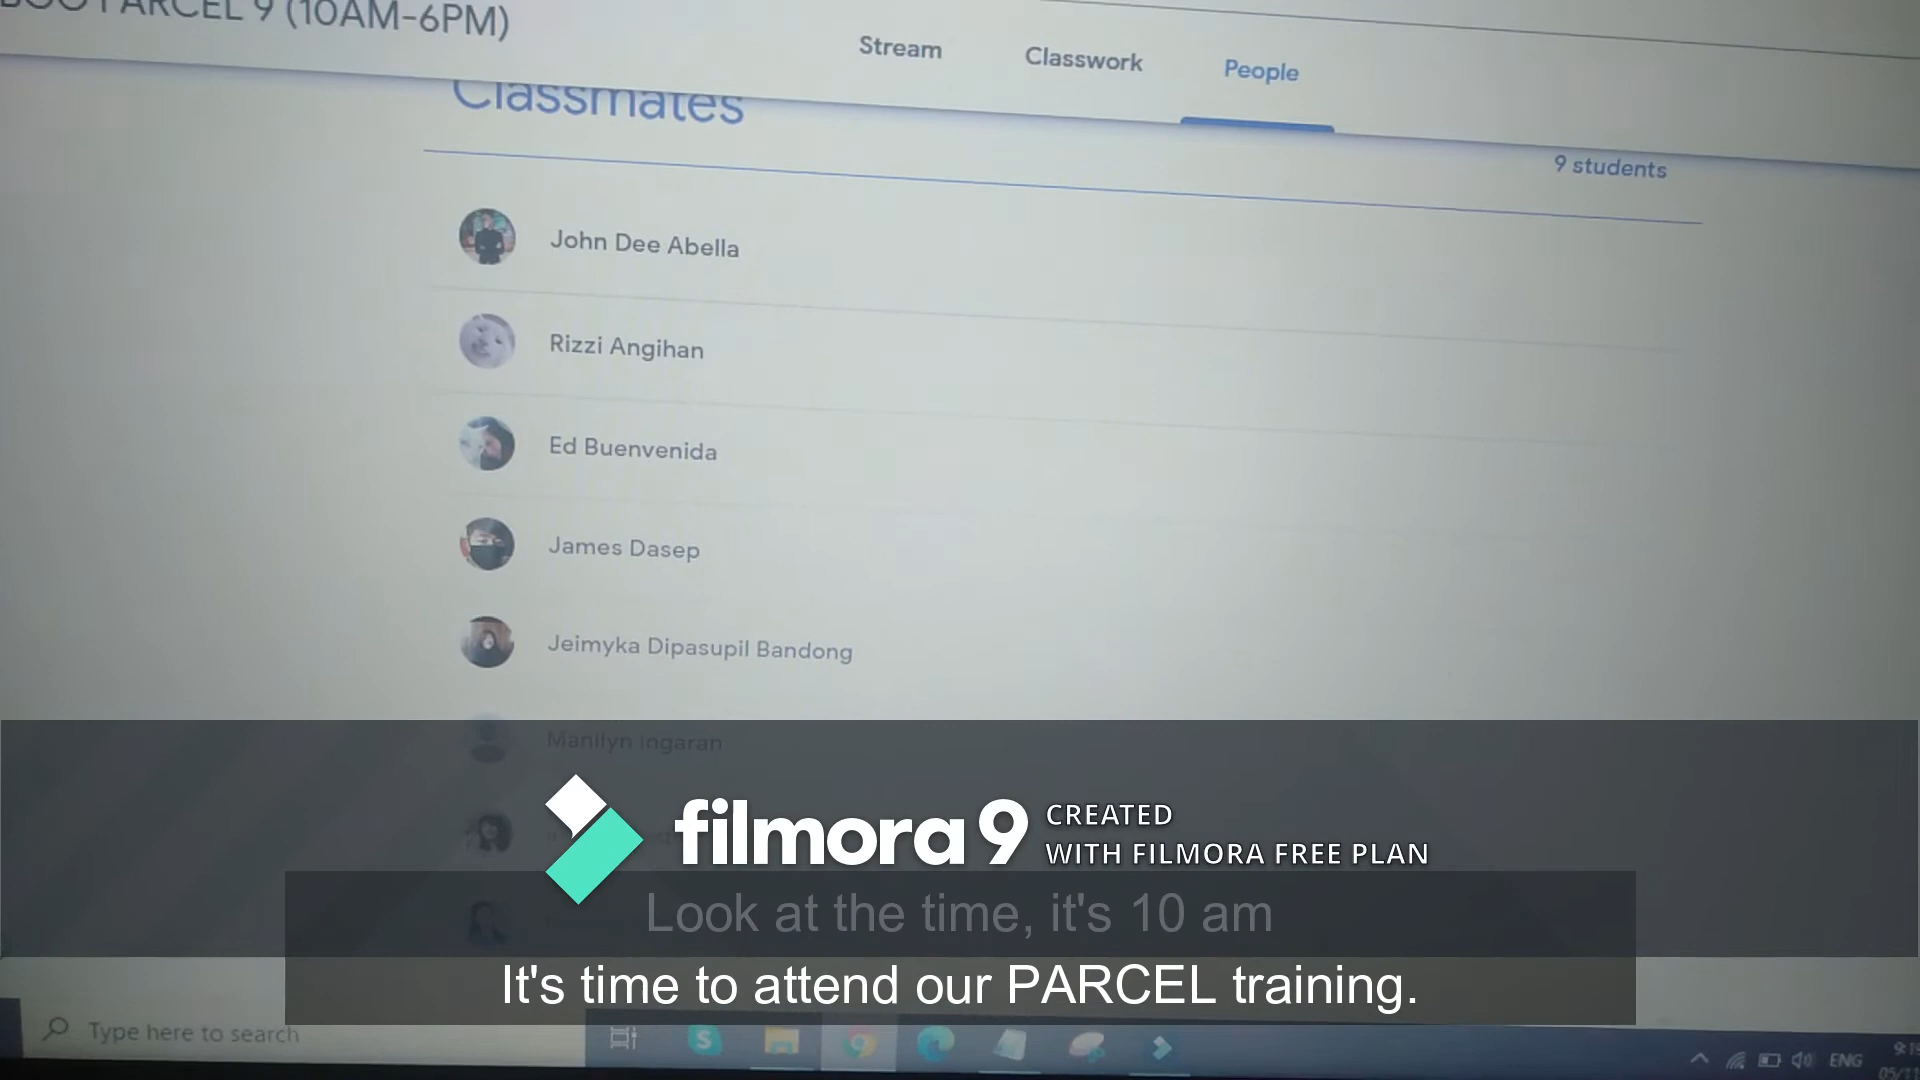 PARCEL 9 (10AM-6PM)
Stream
Classwork
People
Classmates
9 students
John Dee Abella
Rizzi Angihan
Ed Buenvenida
James Dasep
Jeimyka Dipasupil Bandong
Manilyn Ingaran
filmora9 CREATED
WITH FILMORA FREE PLAN
Look at the time, it's 10 am
It's time to attend our PARCEL training.
Type here to search
ENG